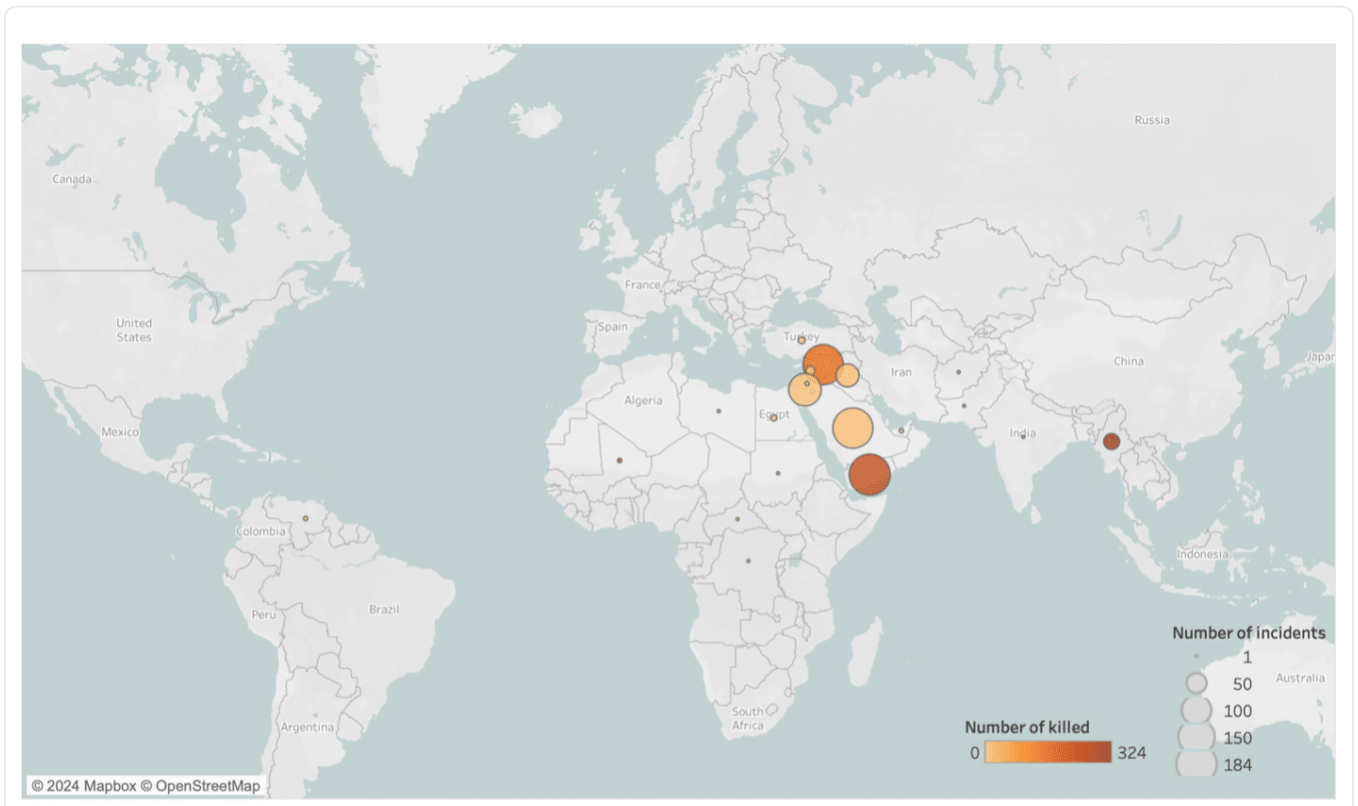 Russia
Canada
France
United
States
Spain
Turkey
China
Japan
Iran
Algeria
Egypt
Mexico
India
Colombia
Indonesia
Peru
Brazil
Number of incidents
1
Australia
50
100
150
184
South
Africa
Argentina
Number of killed
0
324
© 2024 Mapbox © OpenStreetMap